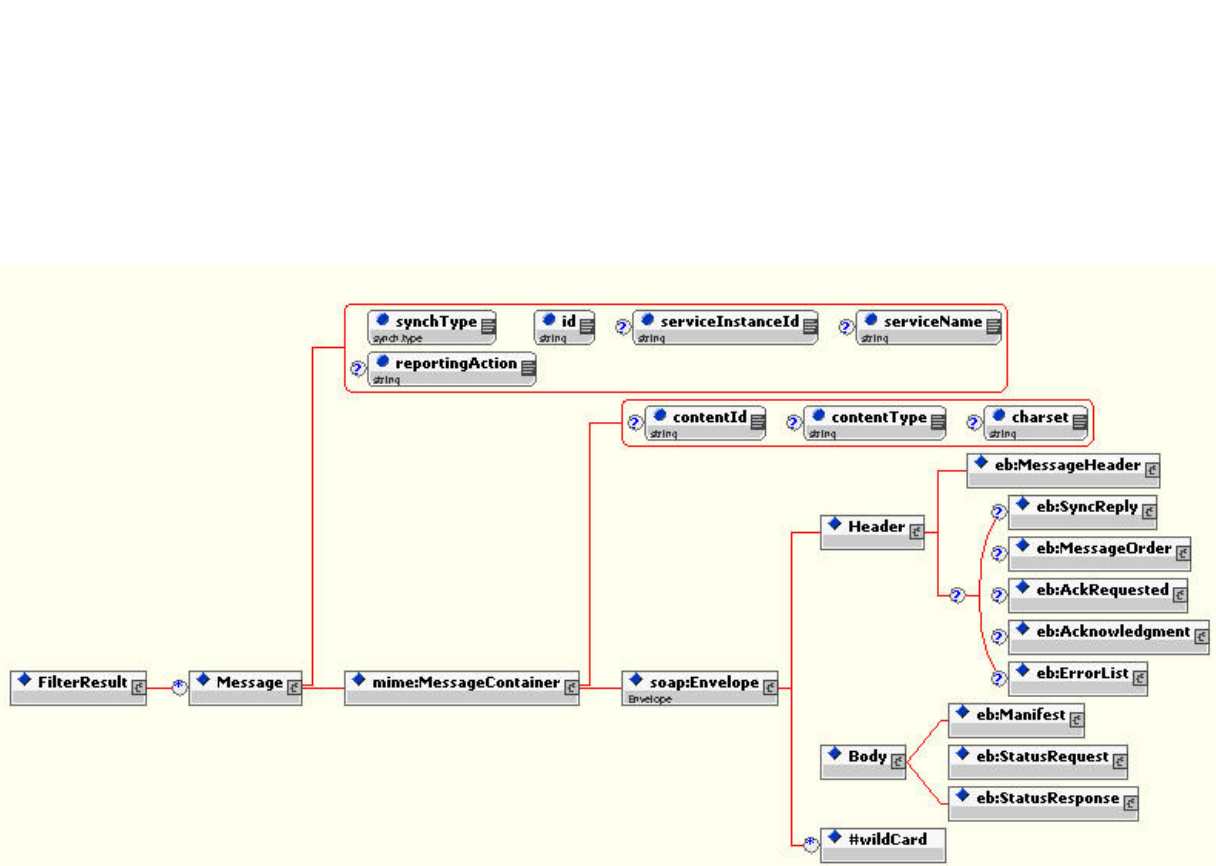 synchType
synch.type
id
string
? serviceInstanceId
string
? serviceName
string
? reportingAction
string
? contentId
string
? contentType
string
? charset
string
eb:MessageHeader
? eb:SyncReply
Header
? eb:MessageOrder
?
? eb:AckRequested
? eb:Acknowledgment
? eb:ErrorList
FilterResult
* Message
mime:MessageContainer
soap:Envelope
Envelope
eb:Manifest
Body
eb:StatusRequest
eb:StatusResponse
* #wildCard